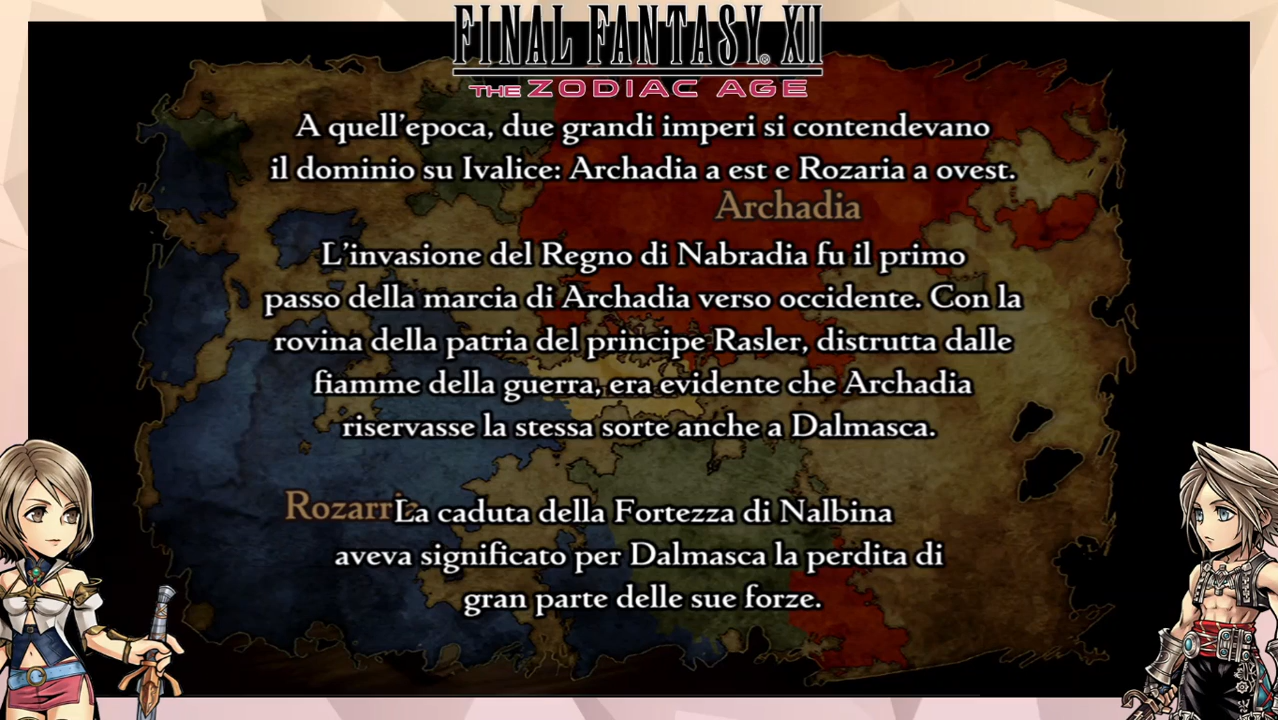 FINAL FANTASY® XII
THE ZODIAC AGE
A quell'epoca, due grandi imperi si contendevano
il dominio su Ivalice: Archadia a est e Rozaria a ovest.
Archadia
L'invasione del Regno di Nabradia fu il primo
passo della marcia di Archadia verso occidente. Con la
rovina della patria del principe Rasler, distrutta dalle
fiamme della guerra, era evidente che Archadia
riservasse la stessa sorte anche a Dalmasca.
La caduta della Fortezza di Nalbina
aveva significato per Dalmasca la perdita di
gran parte delle sue forze.